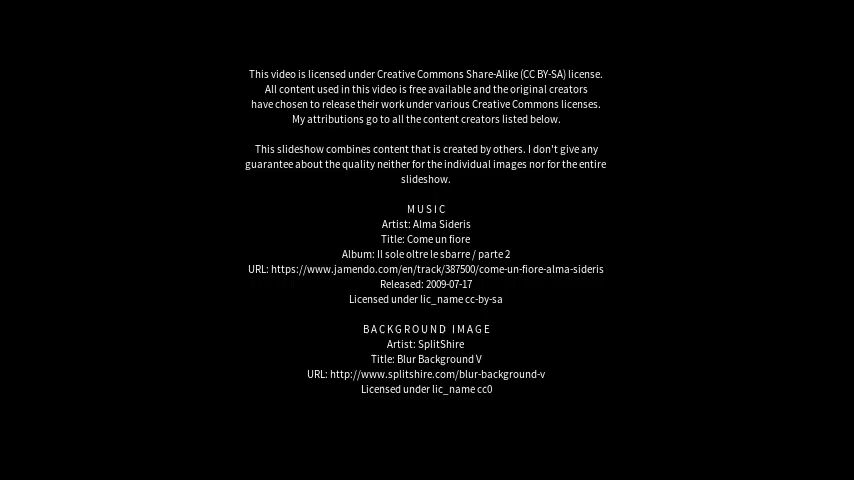 This video is licensed under Creative Commons Share-Alike (CC BY-SA) license.
All content used in this video is free available and the original creators
have chosen to release their work under various Creative Commons licenses.
My attributions go to all the content creators listed below.
This slideshow combines content that is created by others. I don't give any
guarantee about the quality neither for the individual images nor for the entire
slideshow.
MUSIC
Artist: Alma Sideris
Title: Come un fiore
Album: Il sole oltre le sbarre / parte 2
URL: https://www.jamendo.com/en/track/387500/come-un-fiore-alma-sideris
Released: 2009-07-17
Licensed under lic_name cc-by-sa
BACKGROUND IMAGE
Artist: SplitShire
Title: Blur Background V
URL: http://www.splitshire.com/blur-background-v
Licensed under lic_name cc0